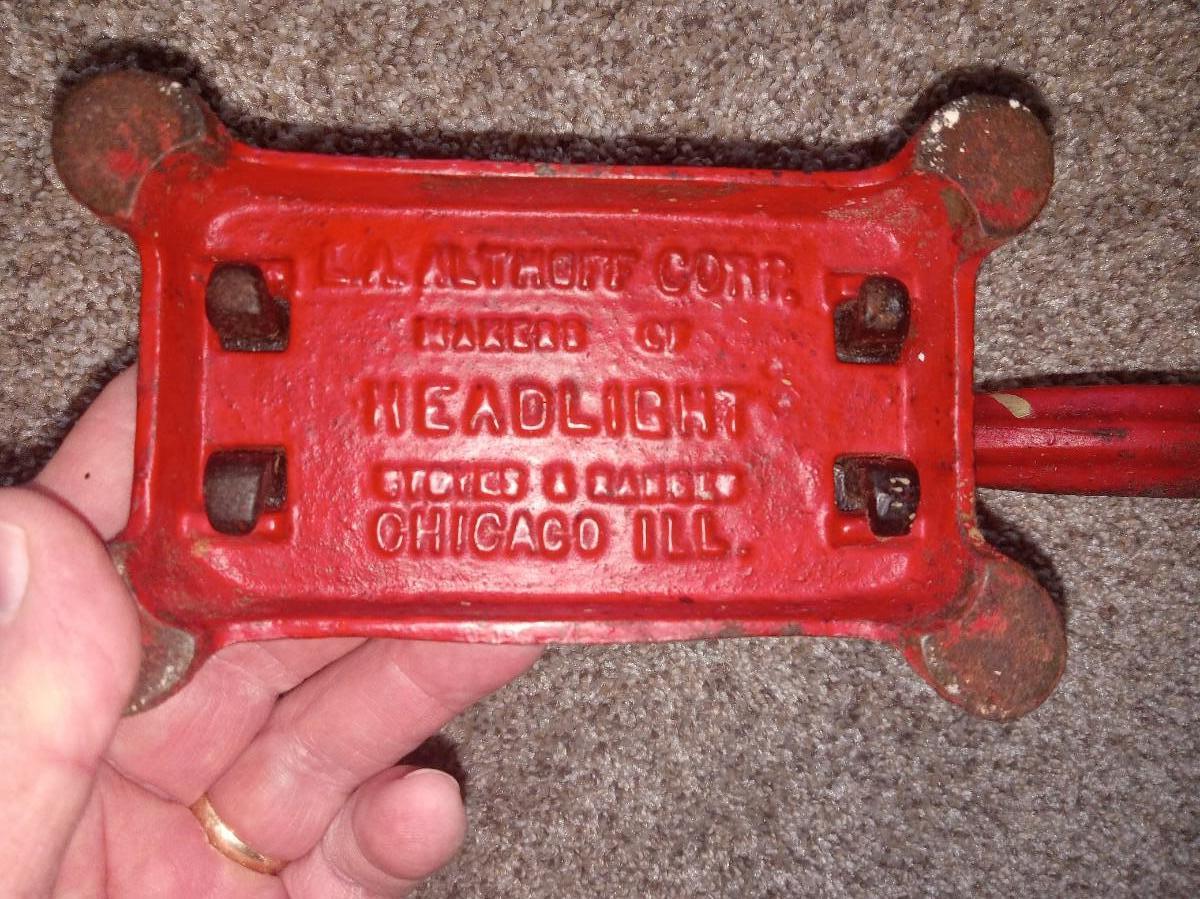 L.A. ALTHOFF CORP.
MAKERS OF
HEADLIGHT
STOVES & RANGES
CHICAGO ILL.